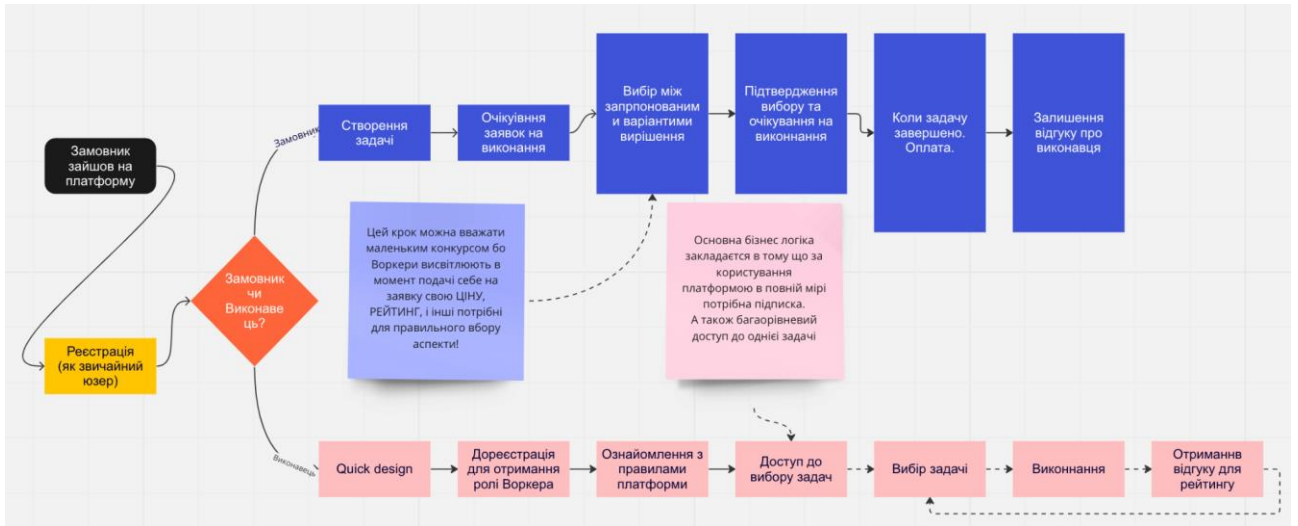 Замовник
зайшов на
платформу
Реєстрація
(як звичайний
юзер)
Замовник
чи
Виконаве
ць?
Замовник
Створення
задачі
Очікуівння
заявок на
виконання
Вибір між
запрпонованим
и варіантими
вирішення
Підтвердження
вибору та
очікування на
виконнання
Коли задачу
завершено.
Оплата.
Залишення
відгуку про
виконавця
Цей крок можна вважати
маленьким конкурсом бо
Воркери висвітлюють в
момент подачі себе на
заявку свою ЦІНУ,
РЕЙТИНГ, і інші потрібні
для правильного вбору
аспекти!
Основна бізнес логіка
закладаєтся в тому що за
користування
платформою в повній мірі
потрібна підписка.
А також багаорівневий
доступ до однієї задачі
Виконавець
Quick design
Дореєстрація
для отримання
ролі Воркера
Ознайомлення з
правилами
платформи
Доступ до
вибору задач
Вибір задачі
Виконнання
Отриманнв
відгуку для
рейтингу